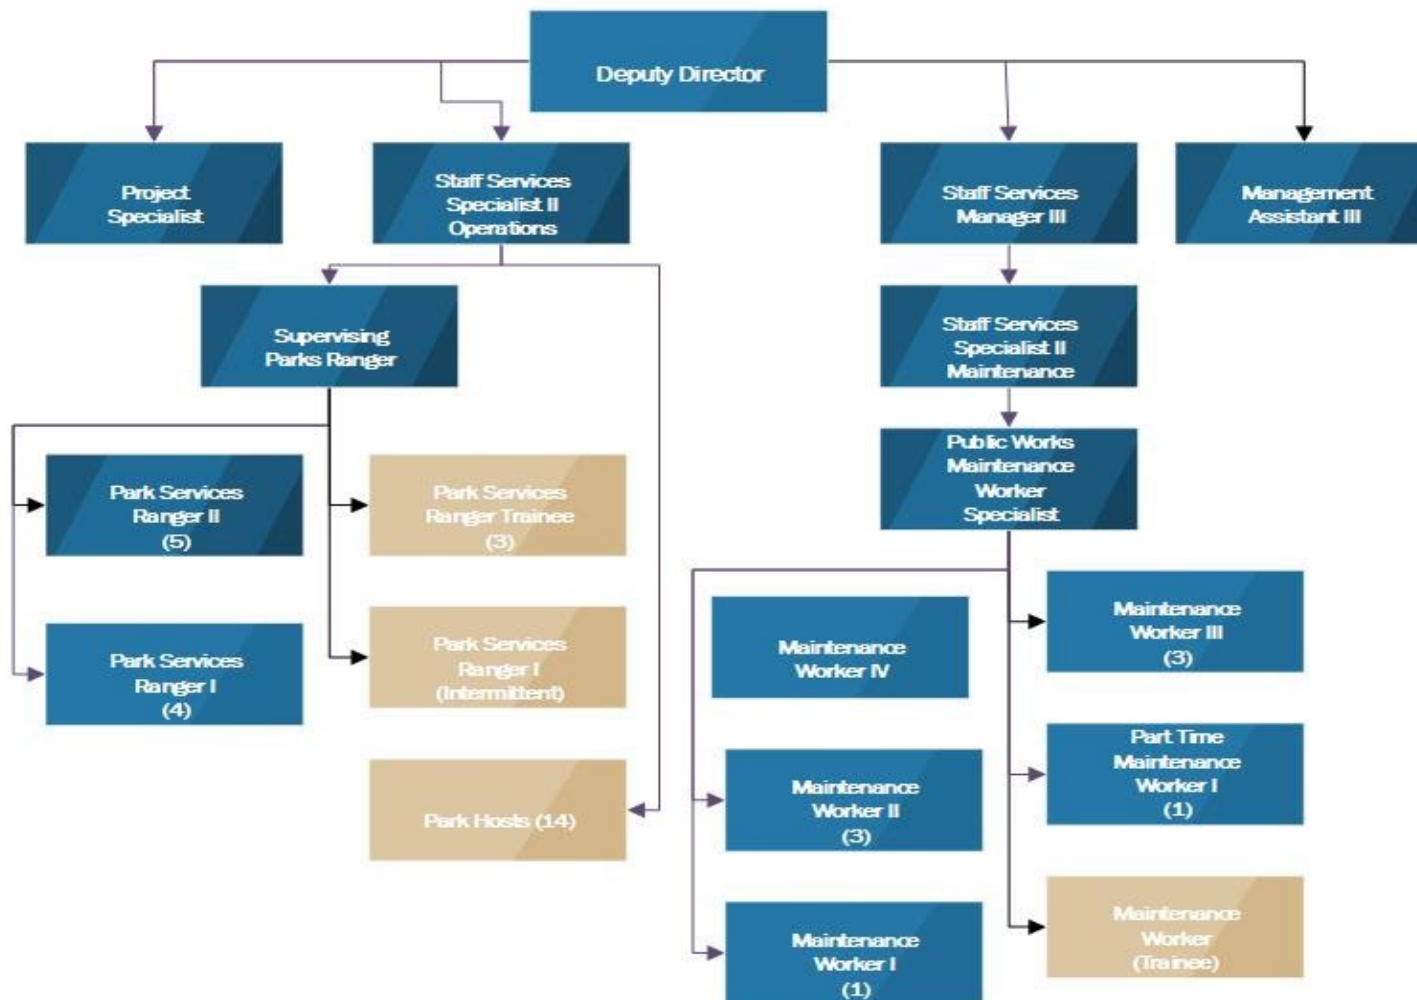 Deputy Director
Project
Specialist
Staff Services
Specialist II
Operations
Staff Services
Manager III
Management
Assistant III
Supervising
Parks Ranger
Staff Services
Specialist II
Maintenance
Public Works
Maintenance
Worker
Specialist
Park Services
Ranger II
(5)
Park Services
Ranger Trainee
(3)
Park Services
Ranger I
(4)
Park Services
Ranger I
(Intermittent)
Park Hosts (14)
Maintenance
Worker IV
Maintenance
Worker III
(3)
Maintenance
Worker II
(3)
Part Time
Maintenance
Worker I
(1)
Maintenance
Worker I
(1)
Maintenance
Worker
(Trainee)